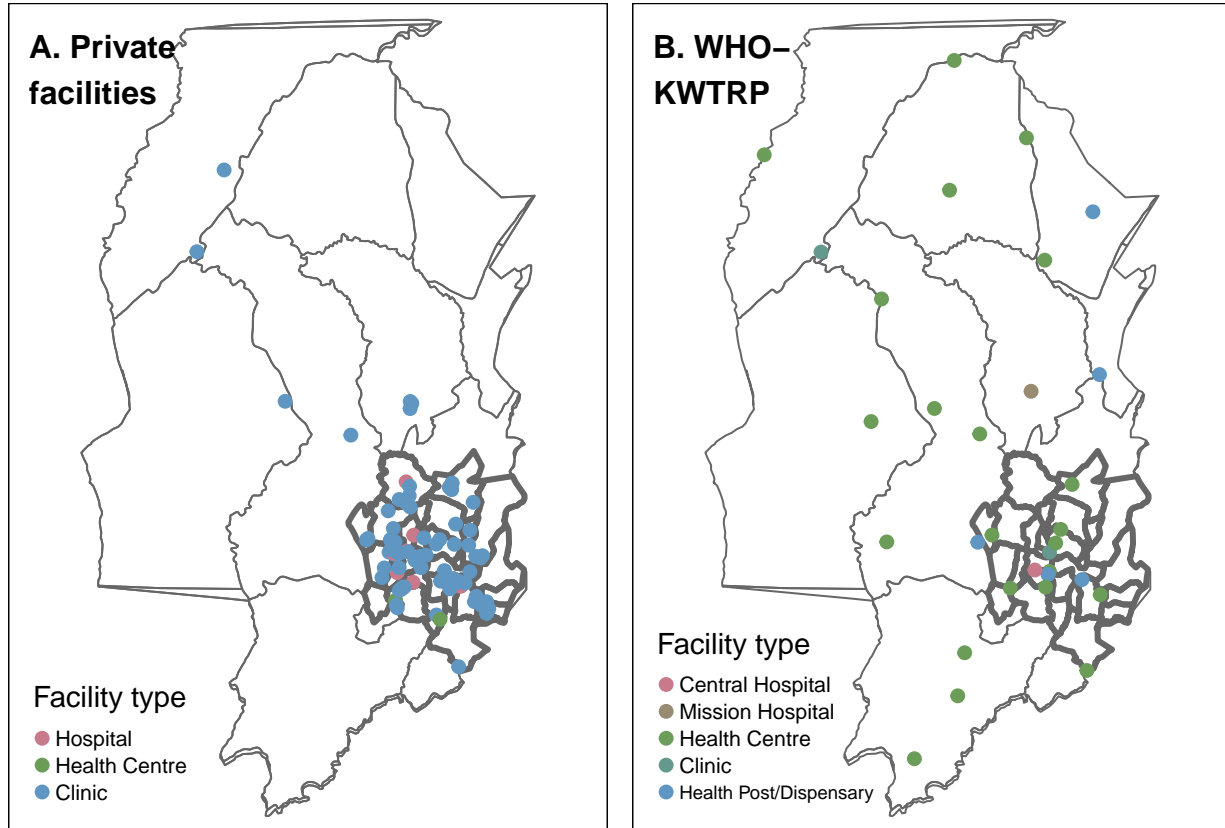 A. Private
facilities
Facility type
Hospital
Health Centre
Clinic
B. WHO–
KWTRP
Facility type
Central Hospital
Mission Hospital
Health Centre
Clinic
Health Post/Dispensary